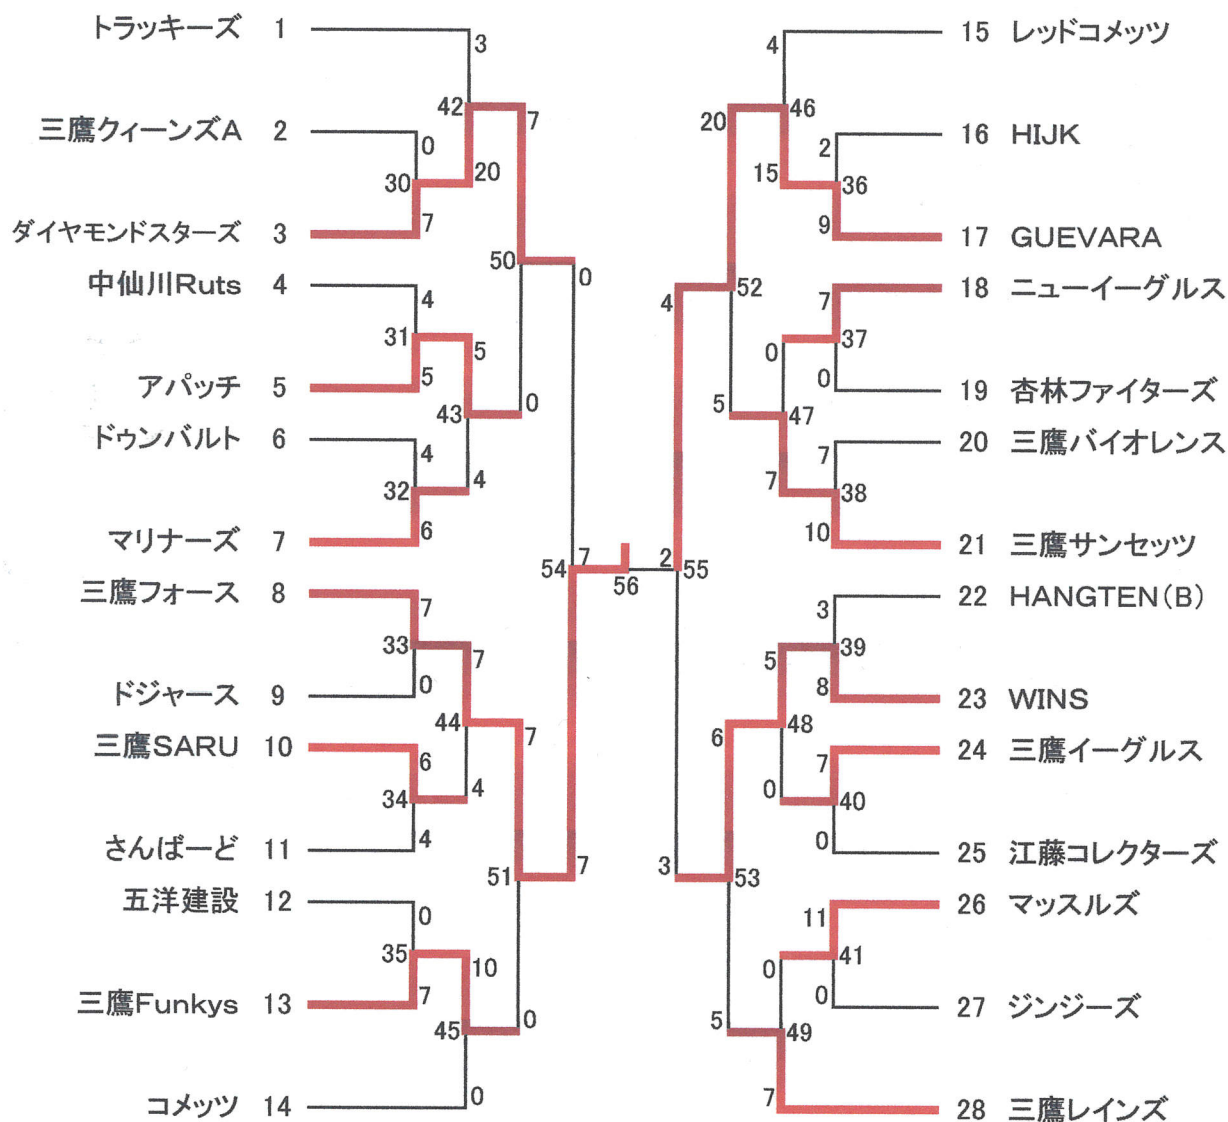 トラッキーズ 1
3
42
7
三鷹クィーンズA 2
0
30
20
7
ダイヤモンドスターズ 3
50
0
中仙川Ruts 4
4
31
5
アパッチ 5
5
43
0
ドゥンバルト 6
4
32
4
マリナーズ 7
6
54
7
56
三鷹フォース 8
7
33
7
ドジャース 9
0
44
7
三鷹SARU 10
6
34
4
さんばーど 11
4
51
7
五洋建設 12
0
35
10
三鷹Funkys 13
7
45
0
コメッツ 14
0
4
15 レッドコメッツ
20
46
2
16 HIJK
15
36
9
17 GUEVARA
4
52
7
18 ニューイーグルス
0
37
0
19 杏林ファイターズ
5
47
7
20 三鷹バイオレンス
7
38
10
21 三鷹サンセッツ
2
55
3
22 HANGTEN(B)
5
39
8
23 WINS
6
48
7
24 三鷹イーグルス
0
40
0
25 江藤コレクターズ
3
53
11
26 マッスルズ
0
41
0
27 ジンジーズ
5
49
7
28 三鷹レインズ